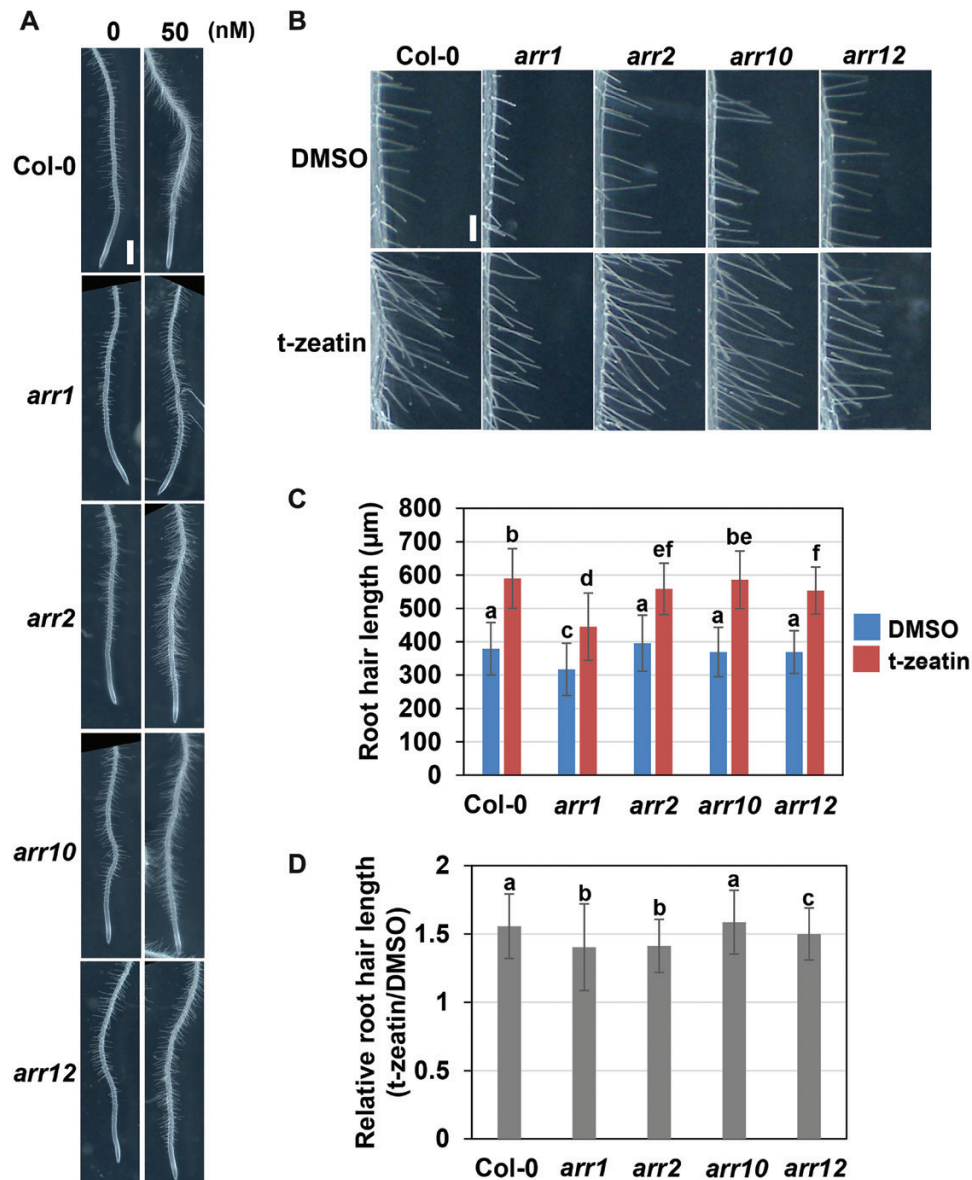 A
0 50 (nM)
Col-0
arr1
arr2
arr10
arr12
B
Col-0 arr1 arr2 arr10 arr12
DMSO
t-zeatin
C
Root hair length (µm)
800
700
600
500
400
300
200
100
0
a b c d a ef a be a f
Col-0 arr1 arr2 arr10 arr12
DMSO
t-zeatin
D
Relative root hair length
(t-zeatin/DMSO)
2
1.5
1
0.5
0
a b b a c
Col-0 arr1 arr2 arr10 arr12